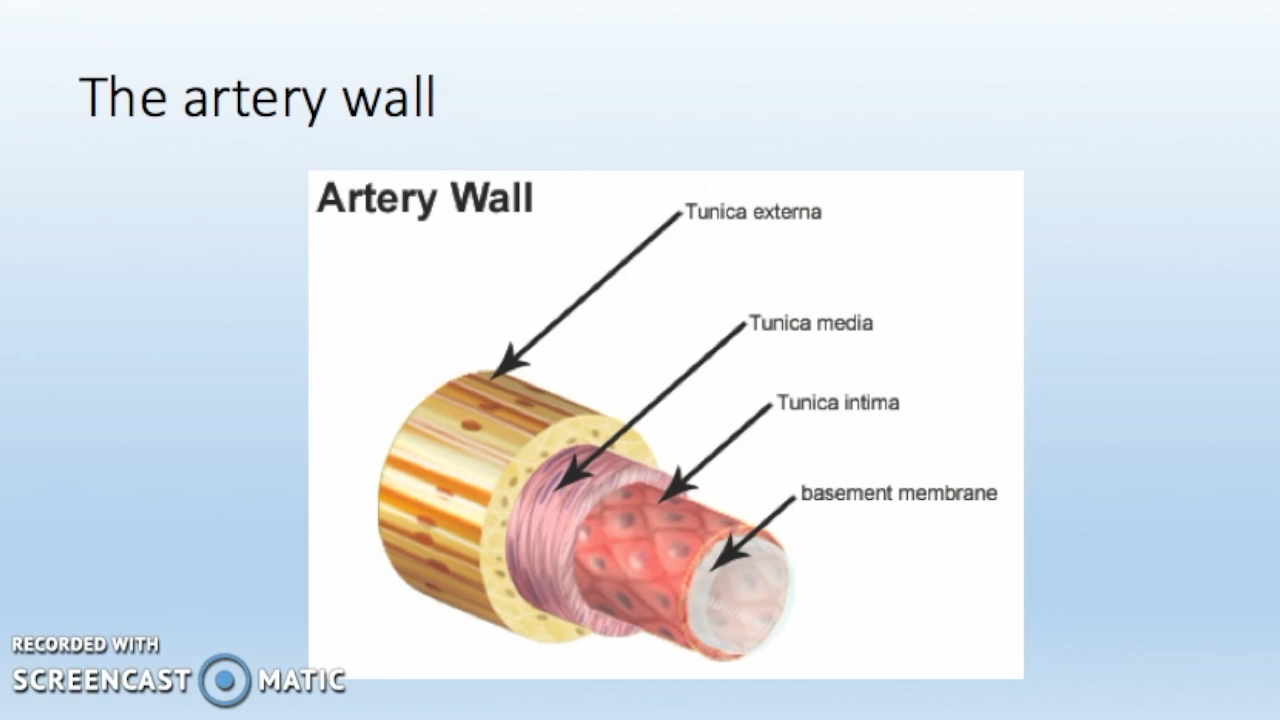 The artery wall
Artery Wall
Tunica externa
Tunica media
Tunica intima
basement membrane
RECORDED WITH
SCREENCAST MATIC